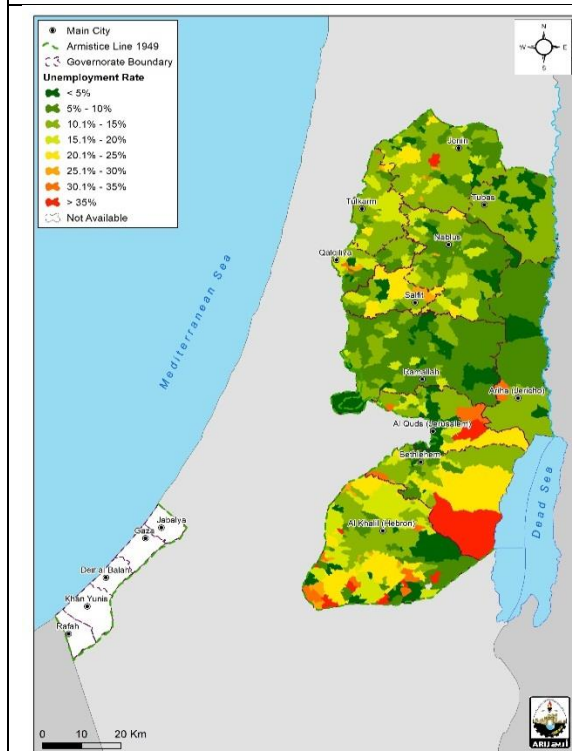 Main City
Armistice Line 1949
Governorate Boundary
Unemployment Rate
< 5%
5% - 10%
10.1% - 15%
15.1% - 20%
20.1% - 25%
25.1% - 30%
30.1% - 35%
> 35%
Not Available
N
W E
S
Jenin
Tubas
Tulkarm
Nablus
Qalqiliya
Salfit
Ramallah
Ariha (Jericho)
Al Quds (Jerusalem)
Bethlehem
Al Khalil (Hebron)
Mediterranean Sea
Dead Sea
Jabalya
Gaza
Deir al Balah
Khan Yunis
Rafah
0 10 20 Km